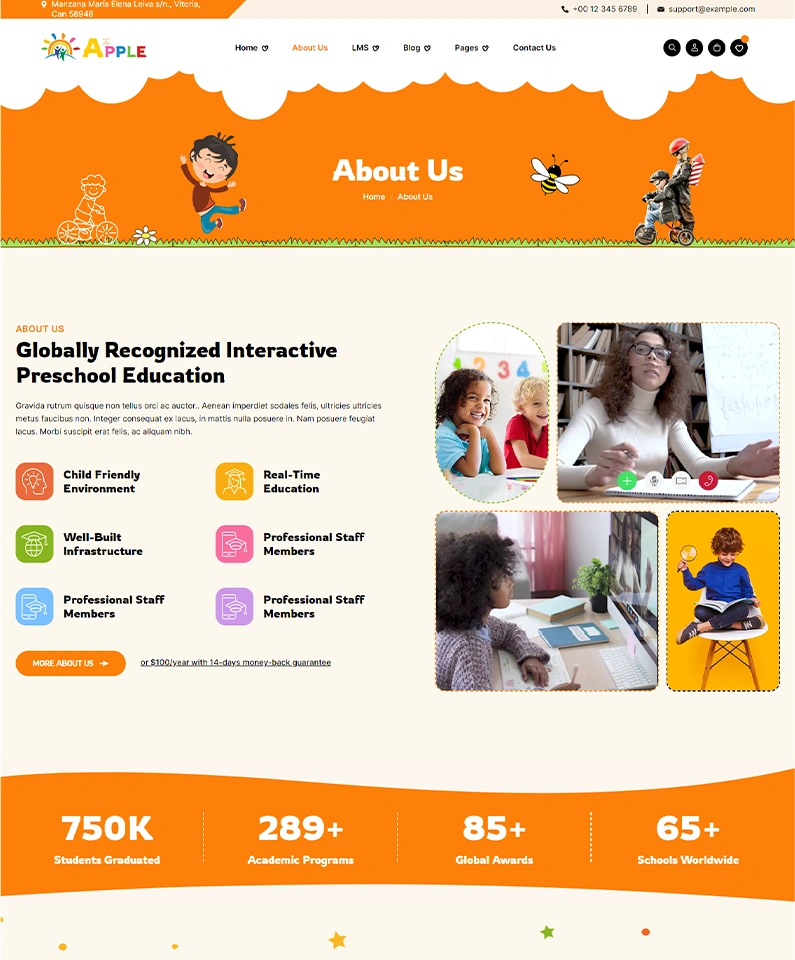 Manzana Maria Elena Leiva s/n., Vitoria,
Can 58948
+00 12 345 6789
support@example.com
APPLE
Home
About Us
LMS
Blog
Pages
Contact Us
About Us
Home / About Us
ABOUT US
Globally Recognized Interactive
Preschool Education
Gravida rutrum quisque non tellus orci ac auctor.. Aenean imperdiet sodales felis, ultricies ultricies
metus faucibus non. Integer consequat ex lacus, in mattis nulla posuere in. Nam posuere feugiat
lacus. Morbi suscipit erat felis, ac aliquam nibh.
Child Friendly
Environment
Real-Time
Education
Well-Built
Infrastructure
Professional Staff
Members
Professional Staff
Members
Professional Staff
Members
MORE ABOUT US
or $100/year with 14-days money-back guarantee
1 2 3 4 5
750K
Students Graduated
289+
Academic Programs
85+
Global Awards
65+
Schools Worldwide